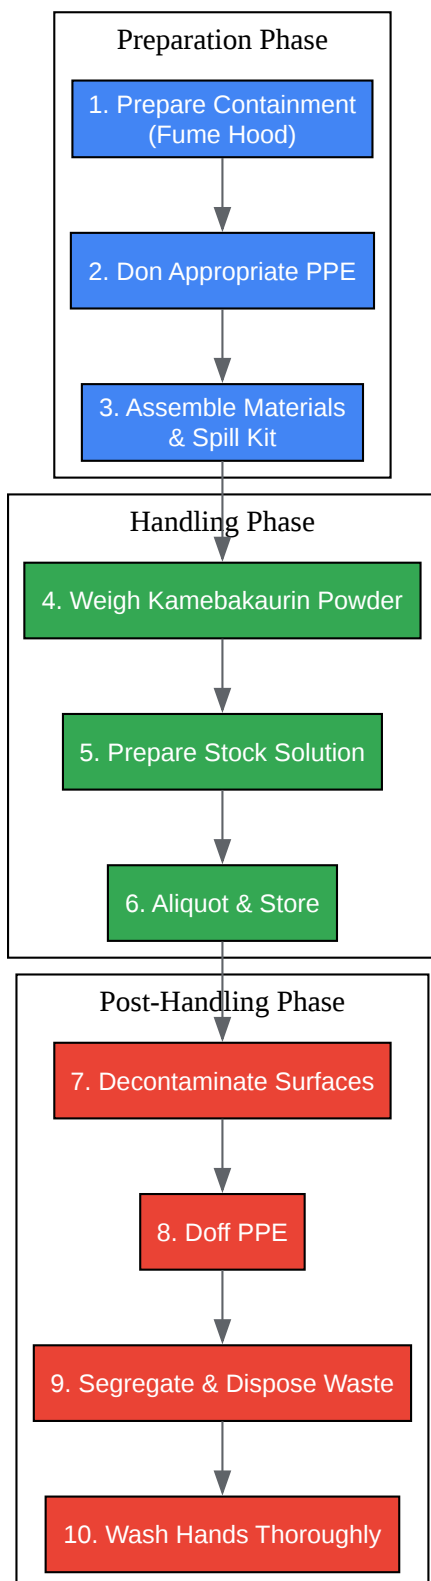 Preparation Phase
1. Prepare Containment
(Fume Hood)
2. Don Appropriate PPE
3. Assemble Materials
& Spill Kit
Handling Phase
4. Weigh Kamebakaurin Powder
5. Prepare Stock Solution
6. Aliquot & Store
Post-Handling Phase
7. Decontaminate Surfaces
8. Doff PPE
9. Segregate & Dispose Waste
10. Wash Hands Thoroughly